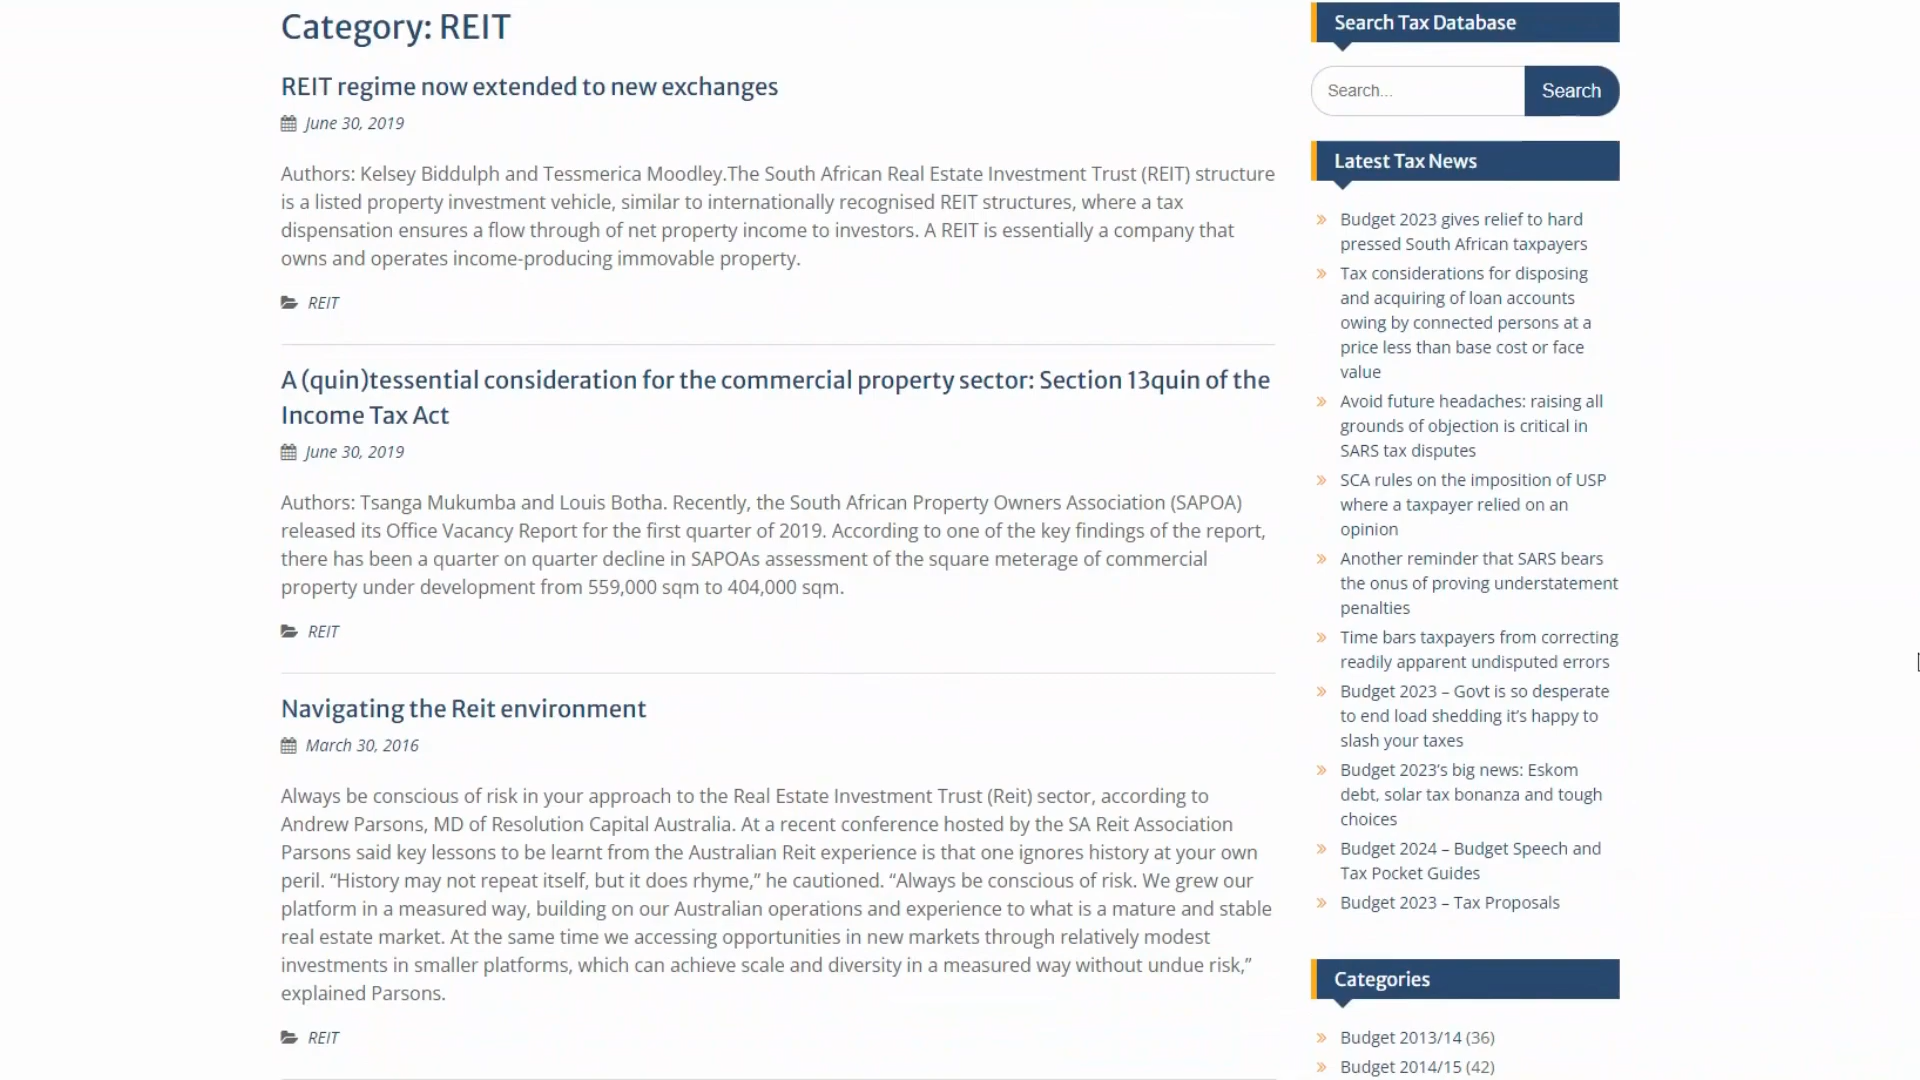 Category: REIT
REIT regime now extended to new exchanges
June 30, 2019
Authors: Kelsey Biddulph and Tessmerica Moodley.The South African Real Estate Investment Trust (REIT) structure
is a listed property investment vehicle, similar to internationally recognised REIT structures, where a tax
dispensation ensures a flow through of net property income to investors. A REIT is essentially a company that
owns and operates income-producing immovable property.
REIT
A (quin)tessential consideration for the commercial property sector: Section 13quin of the
Income Tax Act
June 30, 2019
Authors: Tsanga Mukumba and Louis Botha. Recently, the South African Property Owners Association (SAPOA)
released its Office Vacancy Report for the first quarter of 2019. According to one of the key findings of the report,
there has been a quarter on quarter decline in SAPOAs assessment of the square meterage of commercial
property under development from 559,000 sqm to 404,000 sqm.
REIT
Navigating the Reit environment
March 30, 2016
Always be conscious of risk in your approach to the Real Estate Investment Trust (Reit) sector, according to
Andrew Parsons, MD of Resolution Capital Australia. At a recent conference hosted by the SA Reit Association
Parsons said key lessons to be learnt from the Australian Reit experience is that one ignores history at your own
peril. “History may not repeat itself, but it does rhyme,” he cautioned. “Always be conscious of risk. We grew our
platform in a measured way, building on our Australian operations and experience to what is a mature and stable
real estate market. At the same time we accessing opportunities in new markets through relatively modest
investments in smaller platforms, which can achieve scale and diversity in a measured way without undue risk,”
explained Parsons.
REIT
Search Tax Database
Search...
Search
Latest Tax News
Budget 2023 gives relief to hard
pressed South African taxpayers
Tax considerations for disposing
and acquiring of loan accounts
owing by connected persons at a
price less than base cost or face
value
Avoid future headaches: raising all
grounds of objection is critical in
SARS tax disputes
SCA rules on the imposition of USP
where a taxpayer relied on an
opinion
Another reminder that SARS bears
the onus of proving understatement
penalties
Time bars taxpayers from correcting
readily apparent undisputed errors
Budget 2023 – Govt is so desperate
to end load shedding it’s happy to
slash your taxes
Budget 2023’s big news: Eskom
debt, solar tax bonanza and tough
choices
Budget 2024 – Budget Speech and
Tax Pocket Guides
Budget 2023 – Tax Proposals
Categories
Budget 2013/14 (36)
Budget 2014/15 (42)